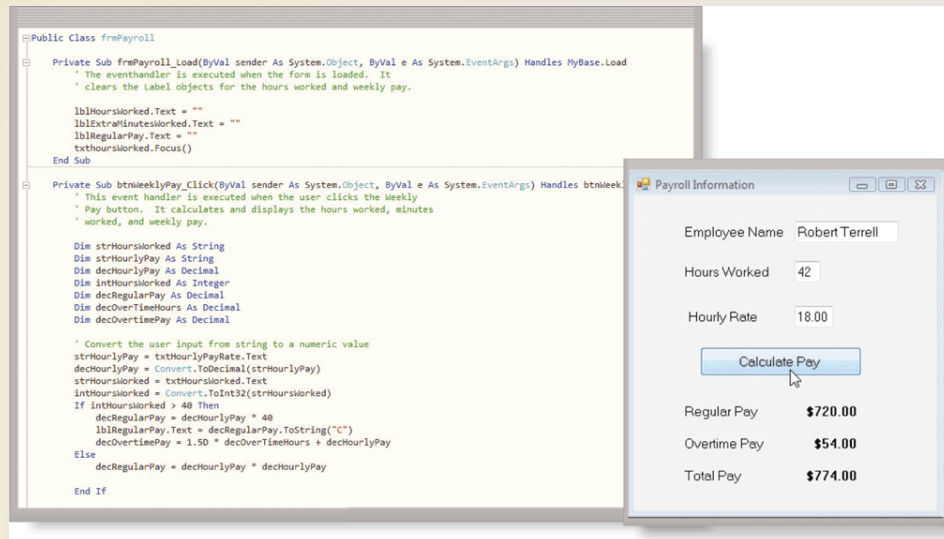 Public Class frmPayroll
Private Sub frmPayroll_Load(ByVal sender As System.Object, ByVal e As System.EventArgs) Handles MyBase.Load
' The eventhandler is executed when the form is loaded. It
' clears the Label objects for the hours worked and weekly pay.
lblHoursWorked.Text = ""
lblExtraMinutesWorked.Text = ""
lblRegularPay.Text = ""
txthoursWorked.Focus()
End Sub
Private Sub btnWeeklyPay_Click(ByVal sender As System.Object, ByVal e As System.EventArgs) Handles btnWeekl
' This event handler is executed when the user clicks the Weekly
' Pay button. It calculates and displays the hours worked, minutes
' worked, and weekly pay.
Dim strHoursWorked As String
Dim strHourlyPay As String
Dim decHourlyPay As Decimal
Dim intHoursWorked As Integer
Dim decRegularPay As Decimal
Dim decOverTimeHours As Decimal
Dim decOvertimePay As Decimal
' Convert the user input from string to a numeric value
strHourlyPay = txtHourlyPayRate.Text
decHourlyPay = Convert.ToDecimal(strHourlyPay)
strHoursWorked = txtHoursWorked.Text
intHoursWorked = Convert.ToInt32(strHoursWorked)
If intHoursWorked > 40 Then
decRegularPay = decHourlyPay * 40
lblRegularPay.Text = decRegularPay.ToString("C")
decOvertimePay = 1.5D * decOverTimeHours + decHourlyPay
Else
decRegularPay = decHourlyPay * decHourlyPay
End If
Payroll Information
Employee Name Robert Terrell
Hours Worked 42
Hourly Rate 18.00
Calculate Pay
Regular Pay $720.00
Overtime Pay $54.00
Total Pay $774.00